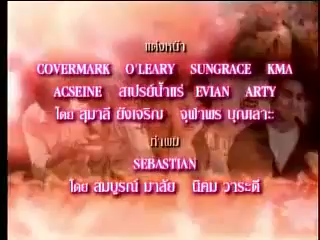 แต่งหน้า
COVERMARK O'LEARY SUNGRACE KMA
ACSEINE สเปรย์น้ำแร่ EVIAN ARTY
โดย สุมาลี ยังเจริญ จุฬาพร บุญเลาะ
ทำผม
SEBASTIAN
โดย สมบูรณ์ มาลัย นิคม วาระดี